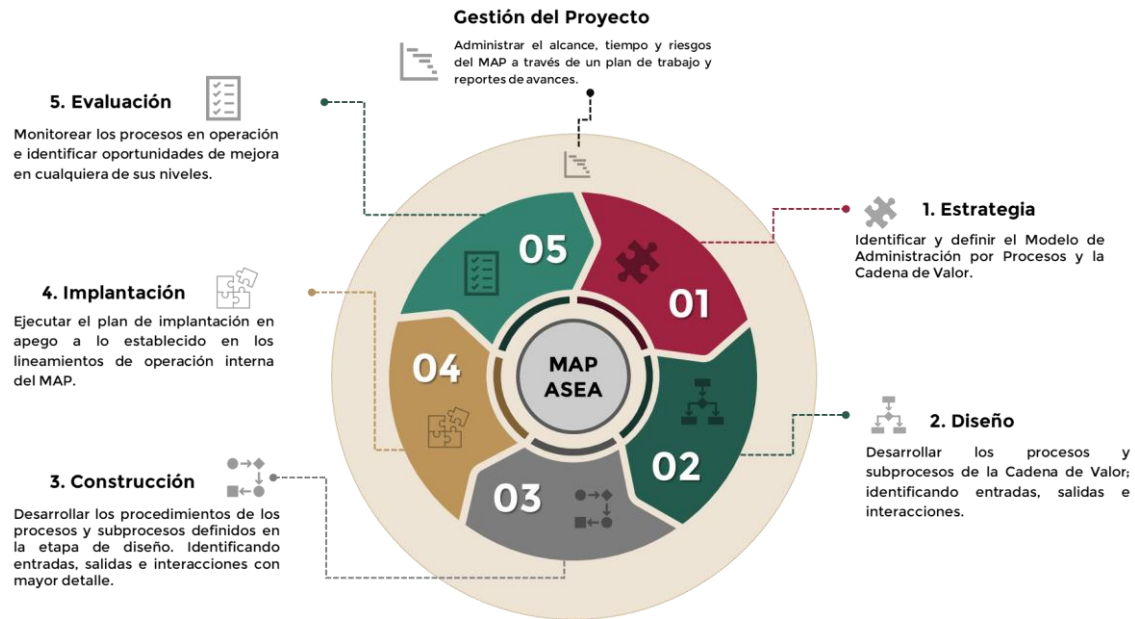 Gestión del Proyecto
Administrar el alcance, tiempo y riesgos
del MAP a través de un plan de trabajo y
reportes de avances.
5. Evaluación
Monitorear los procesos en operación
e identificar oportunidades de mejora
en cualquiera de sus niveles.
1. Estrategia
Identificar y definir el Modelo de
Administración por Procesos y la
Cadena de Valor.
4. Implantación
Ejecutar el plan de implantación en
apego a lo establecido en los
lineamientos de operación interna
del MAP.
2. Diseño
Desarrollar los procesos y
subprocesos de la Cadena de Valor;
identificando entradas, salidas e
interacciones.
3. Construcción
Desarrollar los procedimientos de los
procesos y subprocesos definidos en
la etapa de diseño. Identificando
entradas, salidas e interacciones con
mayor detalle.
05
01
04
MAP
ASEA
02
03